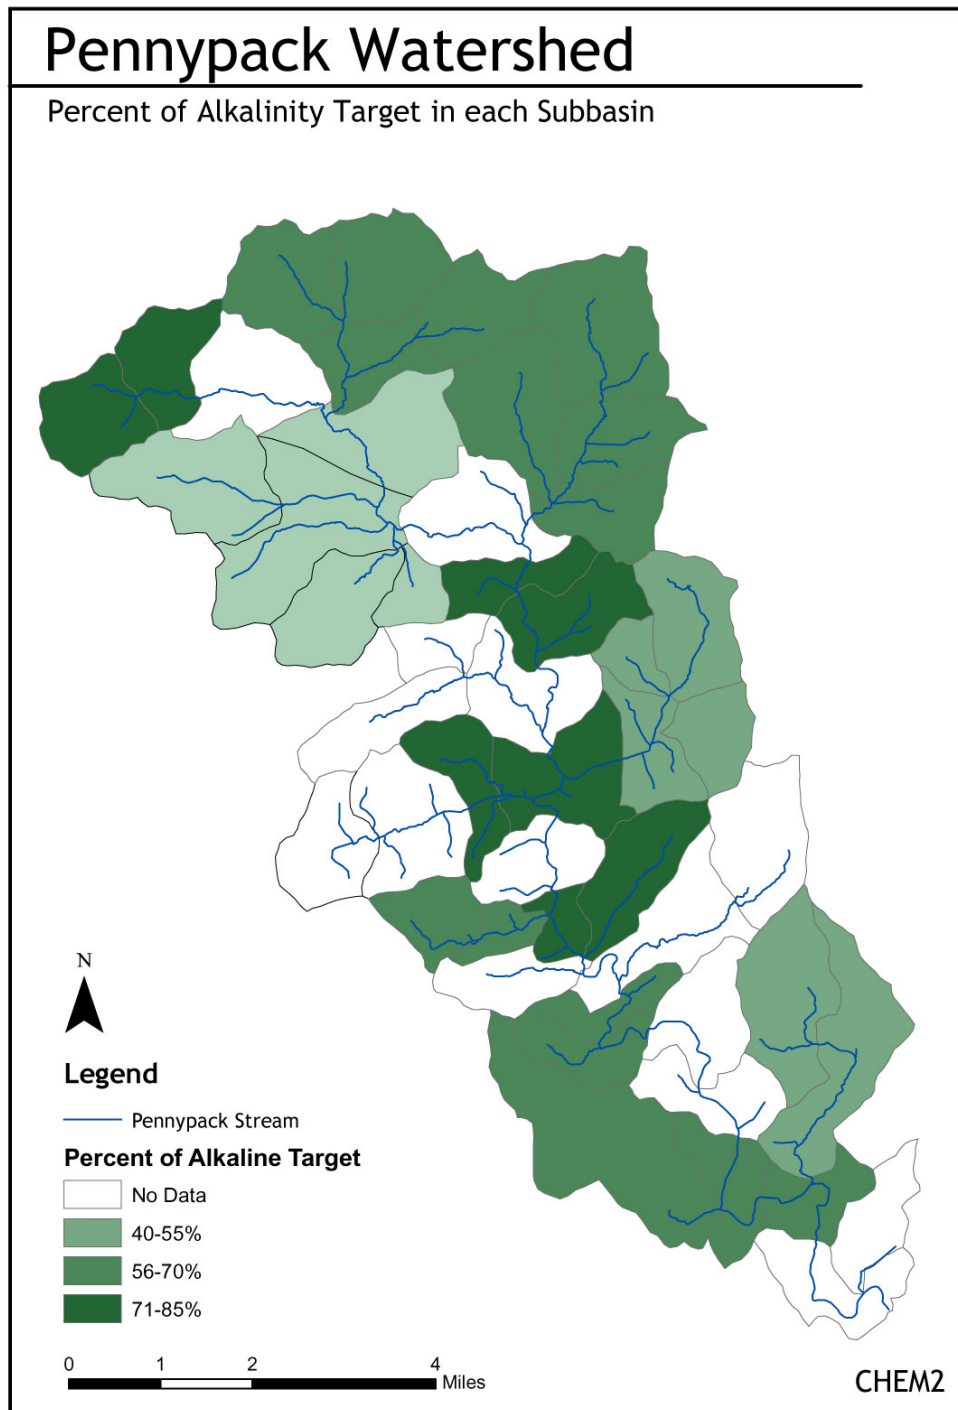 Pennypack Watershed
Percent of Alkalinity Target in each Subbasin
N
Legend
Pennypack Stream
Percent of Alkaline Target
No Data
40-55%
56-70%
71-85%
0 1 2 4
Miles
CHEM2